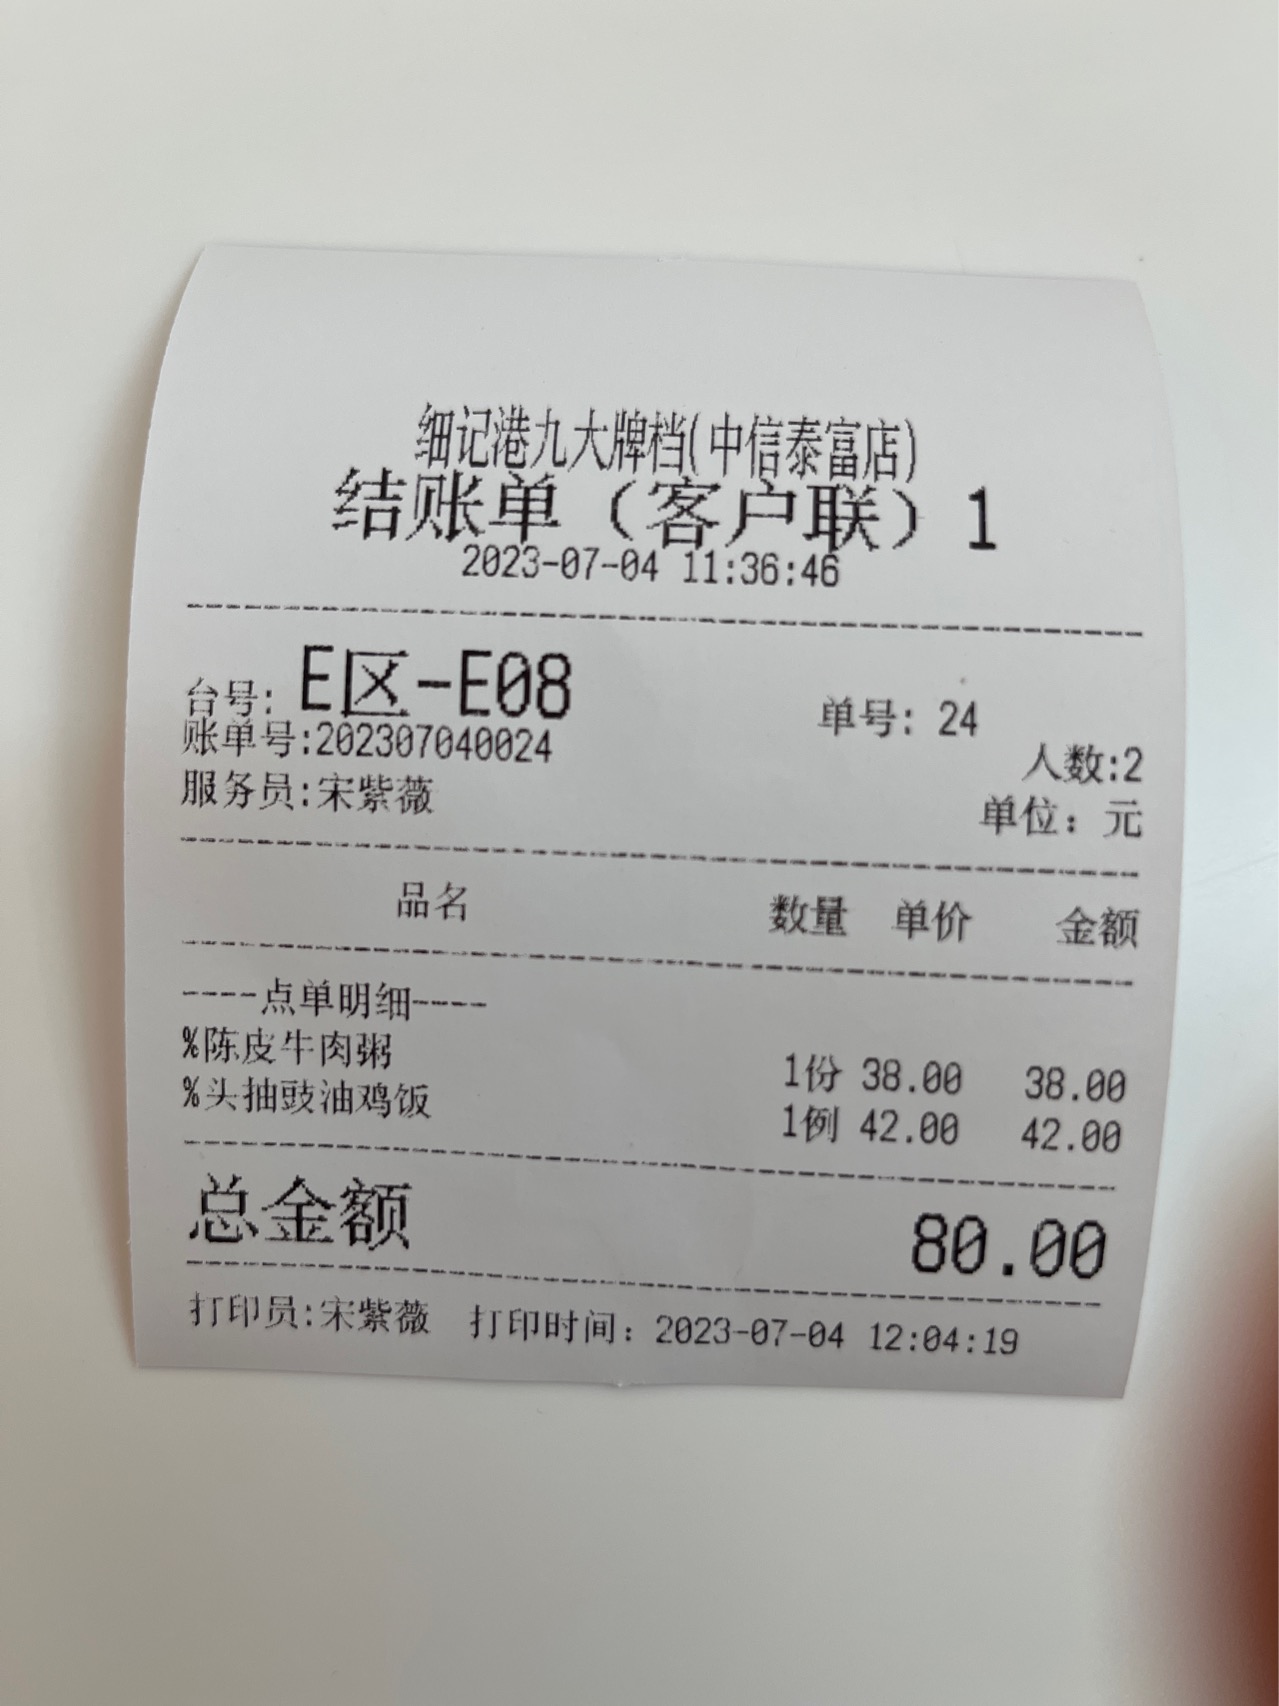 细记港九大牌档(中信泰富店)
结账单（客户联）1
2023-07-04 11:36:46
台号: E区-E08 单号: 24
账单号:202307040024 人数:2
服务员:宋紫薇 单位: 元
品名 数量 单价 金额
----点单明细----
%陈皮牛肉粥 1份 38.00 38.00
%头抽豉油鸡饭 1例 42.00 42.00
总金额 80.00
打印员:宋紫薇 打印时间: 2023-07-04 12:04:19